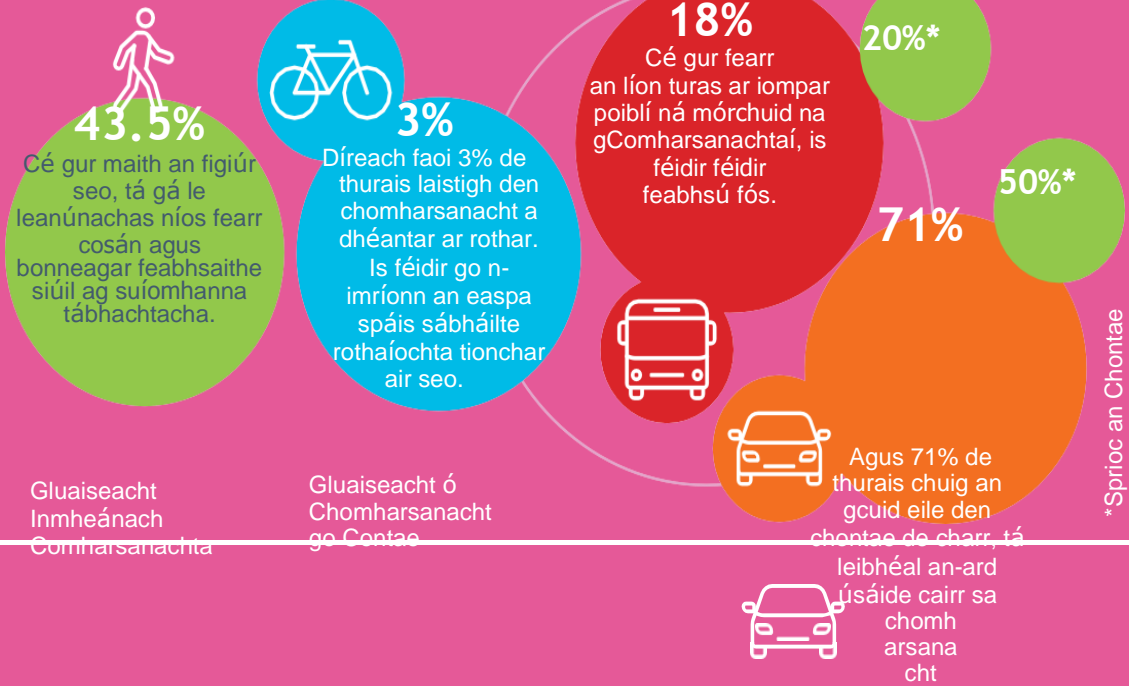 43.5%
Cé gur maith an figiúr
seo, tá gá le
leanúnachas níos fearr
cosán agus
bonneagar feabhsaithe
siúil ag suíomhanna
tábhachtacha.
3%
Díreach faoi 3% de
thurais laistigh den
chomharsanacht a
dhéantar ar rothar.
Is féidir go n-
imríonn an easpa
spáis sábháilte
rothaíochta tionchar
air seo.
18%
Cé gur fearr
an líon turas ar iompar
poiblí ná mórchuid na
gComharsanachtaí, is
féidir féidir
feabhsú fós.
20%*
50%*
71%
Agus 71% de
thurais chuig an
gcuid eile den
chontae de charr, tá
leibhéal an-ard
úsáide cairr sa
chomh
arsana
cht
Gluaiseacht
Inmheánach
Comharsanachta
Gluaiseacht ó
Chomharsanacht
go Contae
*Sprioc an Chontae